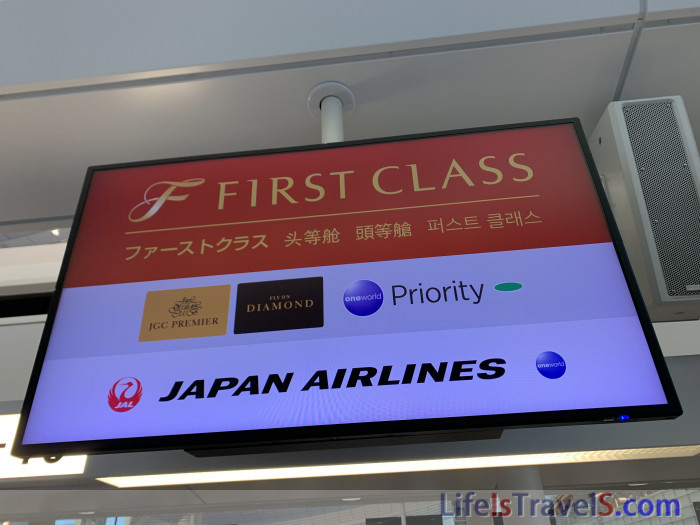 F FIRST CLASS
ファーストクラス 头等舱 頭等艙 퍼스트 클래스
JGC PREMIER
FLY ON
DIAMOND
oneworld Priority
JAL
JAPAN AIRLINES
oneworld
LifeIsTravelS.com